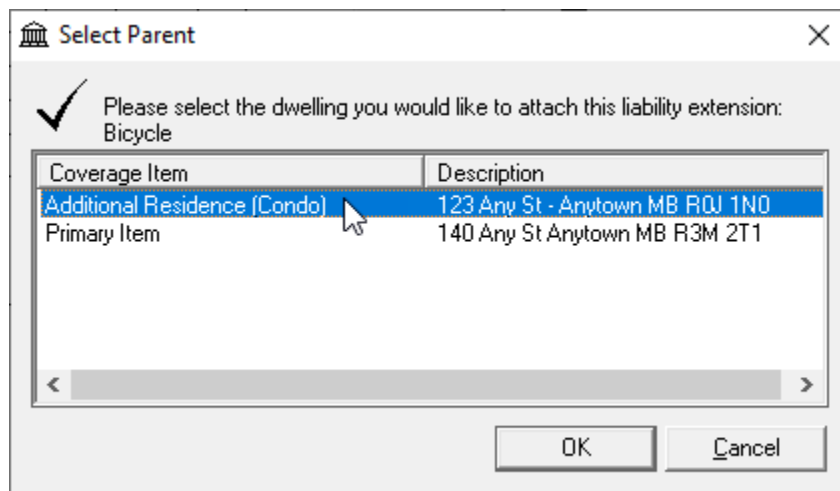 Select Parent
Please select the dwelling you would like to attach this liability extension:
Bicycle
Coverage Item Description
Additional Residence (Condo) 123 Any St - Anytown MB R0J 1N0
Primary Item 140 Any St Anytown MB R3M 2T1
OK Cancel